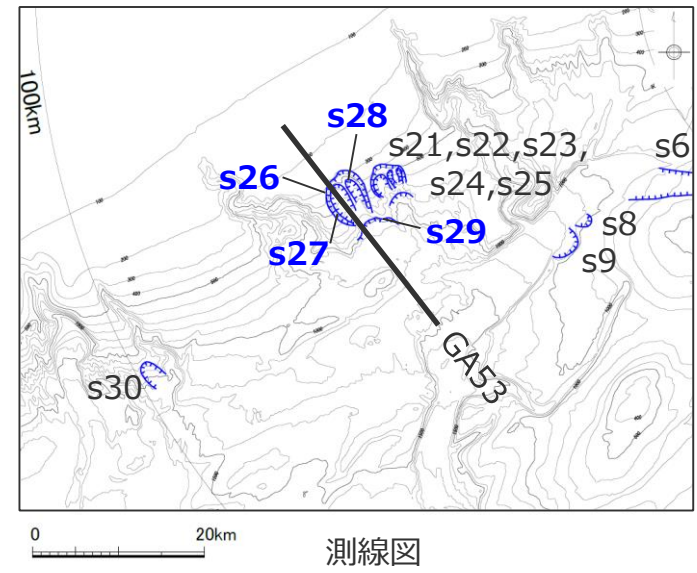 100km
s28
s21,s22,s23,
s24,s25
s6
s26
s27
s29
s8
s9
GA53
s30
0 20km
測線図